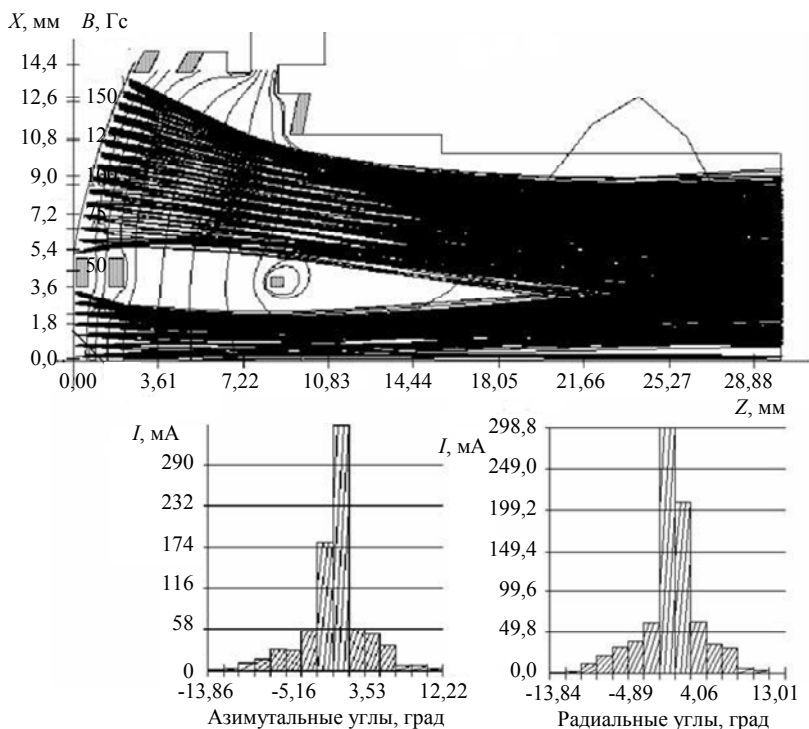 X, мм B, Гс
14,4
12,6 150
10,8
9,0
7,2
5,4
50
3,6
1,8
0,0
0,00 3,61 7,22 10,83 14,44 18,05 21,66 25,27 28,88
Z, мм
I, мА
290
232
174
116
58
0
-13,86 -5,16 3,53 12,22
Азимутальные углы, град
I, мА
298,8
249,0
199,2
149,4
99,6
49,8
0,0
-13,84 -4,89 4,06 13,01
Радиальные углы, град